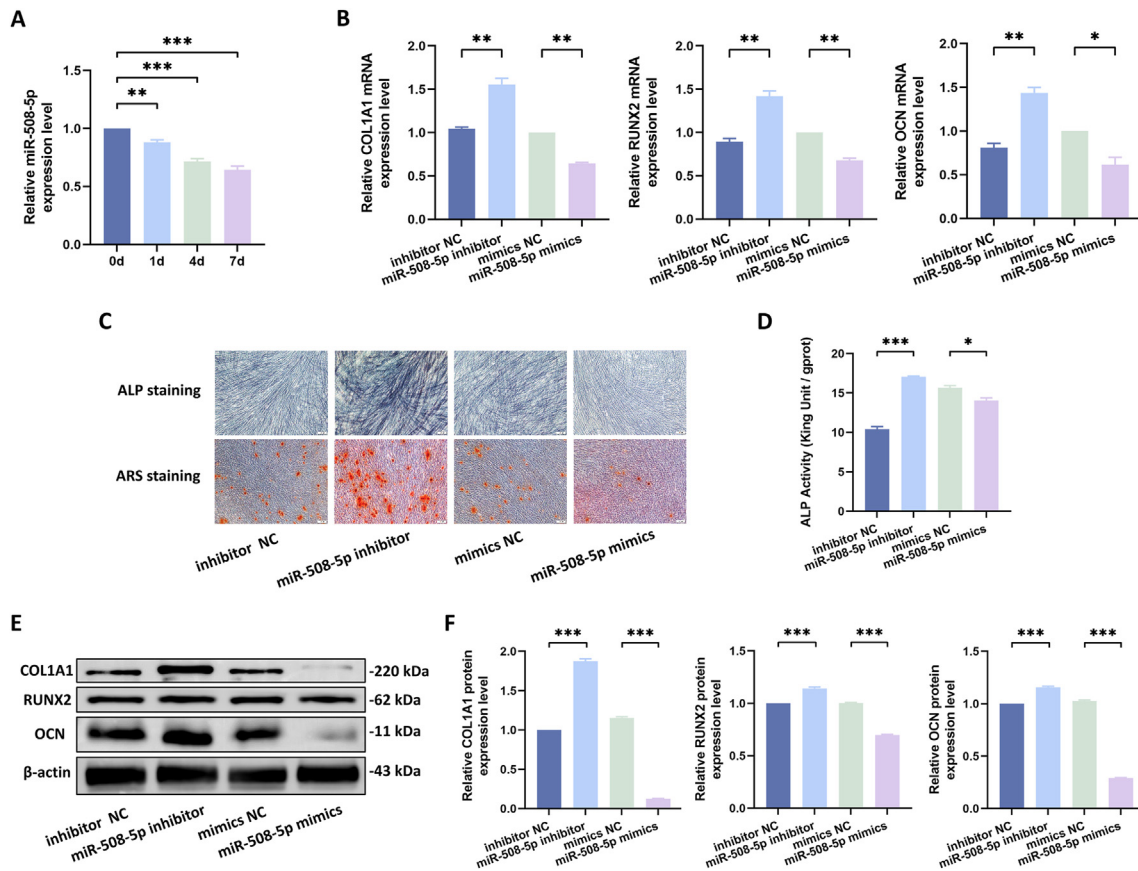 A
Relative miR-508-5p
expression level
1.5
1.0
0.5
0.0
**
***
***
0d 1d 4d 7d
B
Relative COL1A1 mRNA
expression level
2.0
1.5
1.0
0.5
0.0
** **
inhibitor NC
miR-508-5p inhibitor
mimics NC
miR-508-5p mimics
Relative RUNX2 mRNA
expression level
2.0
1.5
1.0
0.5
0.0
** **
inhibitor NC
miR-508-5p inhibitor
mimics NC
miR-508-5p mimics
Relative OCN mRNA
expression level
2.0
1.5
1.0
0.5
0.0
** *
inhibitor NC
miR-508-5p inhibitor
mimics NC
miR-508-5p mimics
C
ALP staining
ARS staining
inhibitor NC
miR-508-5p inhibitor
mimics NC
miR-508-5p mimics
D
ALP Activity (King Unit / gprot)
20
15
10
5
0
*** *
inhibitor NC
miR-508-5p inhibitor
mimics NC
miR-508-5p mimics
E
COL1A1 -220 kDa
RUNX2 -62 kDa
OCN -11 kDa
β-actin -43 kDa
inhibitor NC
miR-508-5p inhibitor
mimics NC
miR-508-5p mimics
F
Relative COL1A1 protein
expression level
2.0
1.5
1.0
0.5
0.0
*** ***
inhibitor NC
miR-508-5p inhibitor
mimics NC
miR-508-5p mimics
Relative RUNX2 protein
expression level
1.5
1.0
0.5
0.0
*** ***
inhibitor NC
miR-508-5p inhibitor
mimics NC
miR-508-5p mimics
Relative OCN protein
expression level
1.5
1.0
0.5
0.0
*** ***
inhibitor NC
miR-508-5p inhibitor
mimics NC
miR-508-5p mimics